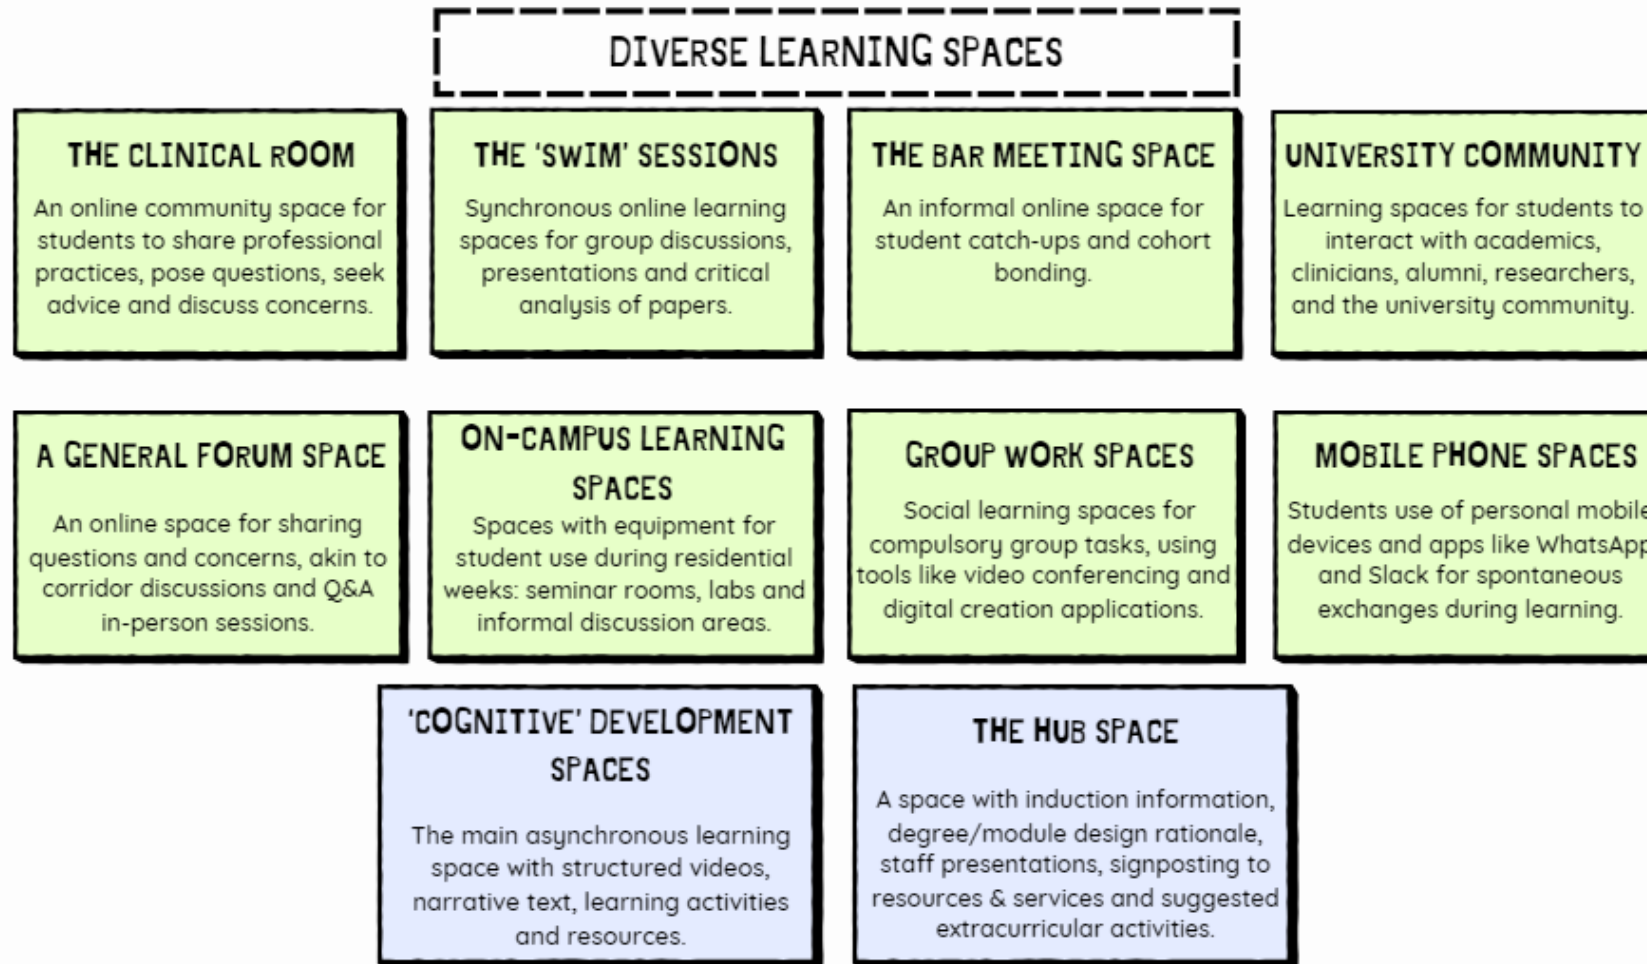 DIVERSE LEARNING SPACES
THE CLINICAL ROOM
An online community space for
students to share professional
practices, pose questions, seek
advice and discuss concerns.
THE ‘SWIM’ SESSIONS
Synchronous online learning
spaces for group discussions,
presentations and critical
analysis of papers.
THE BAR MEETING SPACE
An informal online space for
student catch-ups and cohort
bonding.
UNIVERSITY COMMUNITY
Learning spaces for students to
interact with academics,
clinicians, alumni, researchers,
and the university community.
A GENERAL FORUM SPACE
An online space for sharing
questions and concerns, akin to
corridor discussions and Q&A
in-person sessions.
ON-CAMPUS LEARNING
SPACES
Spaces with equipment for
student use during residential
weeks: seminar rooms, labs and
informal discussion areas.
GROUP WORK SPACES
Social learning spaces for
compulsory group tasks, using
tools like video conferencing and
digital creation applications.
MOBILE PHONE SPACES
Students use of personal mobile
devices and apps like WhatsApp
and Slack for spontaneous
exchanges during learning.
‘COGNITIVE’ DEVELOPMENT
SPACES
The main asynchronous learning
space with structured videos,
narrative text, learning activities
and resources.
THE HUB SPACE
A space with induction information,
degree/module design rationale,
staff presentations, signposting to
resources & services and suggested
extracurricular activities.